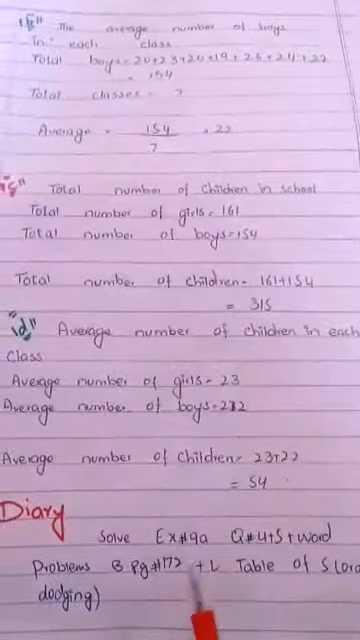 "b" The average number of boys
In each class
Total boys = 20+23+20+19+26+24+22
= 154
Total classes = 7
Average = 154/7 = 22
"c" Total number of Children in school
Total number of girls = 161
Total number of boys = 154
Total number of children = 161+154
= 315
"d" Average number of children in each
Class
Average number of girls = 23
Average number of boys = 22
Average number of Children = 23+22
= 54
Diary
Solve Ex#9a Q#4+5+word
Problems B Pg#172 + L Table of 5 (ora
dodging)